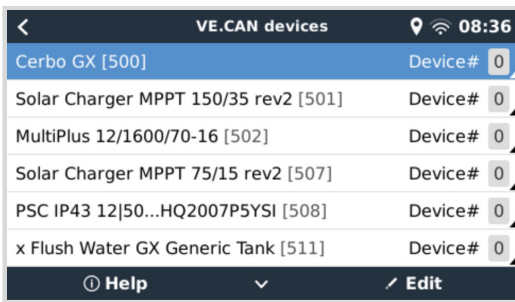 VE.CAN devices 08:36
Cerbo GX [500] Device# 0
Solar Charger MPPT 150/35 rev2 [501] Device# 0
MultiPlus 12/1600/70-16 [502] Device# 0
Solar Charger MPPT 75/15 rev2 [507] Device# 0
PSC IP43 12|50...HQ2007P5YSI [508] Device# 0
x Flush Water GX Generic Tank [511] Device# 0
Help Edit